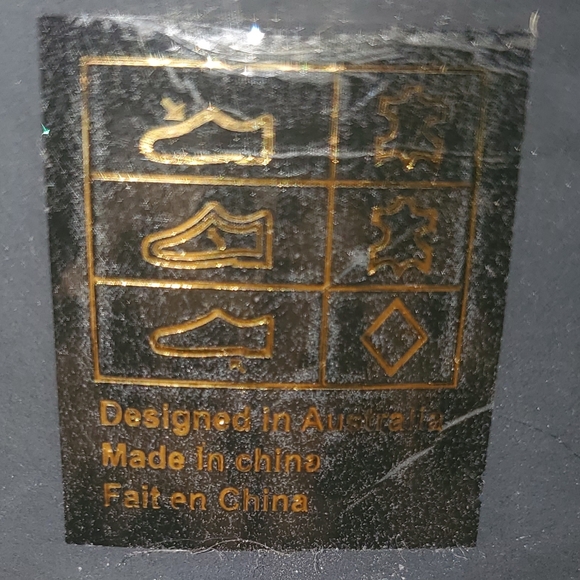 Designed in Australia
Made in china
Fait en China